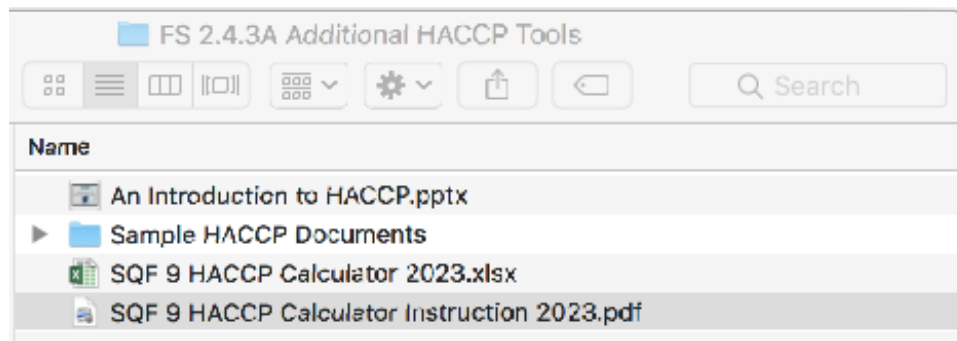 FS 2.4.3A Additional HACCP Tools
Search
Name
An Introduction to HACCP.pptx
Sample HACCP Documents
SQF 9 HACCP Calculator 2023.xlsx
SQF 9 HACCP Calculator Instruction 2023.pdf